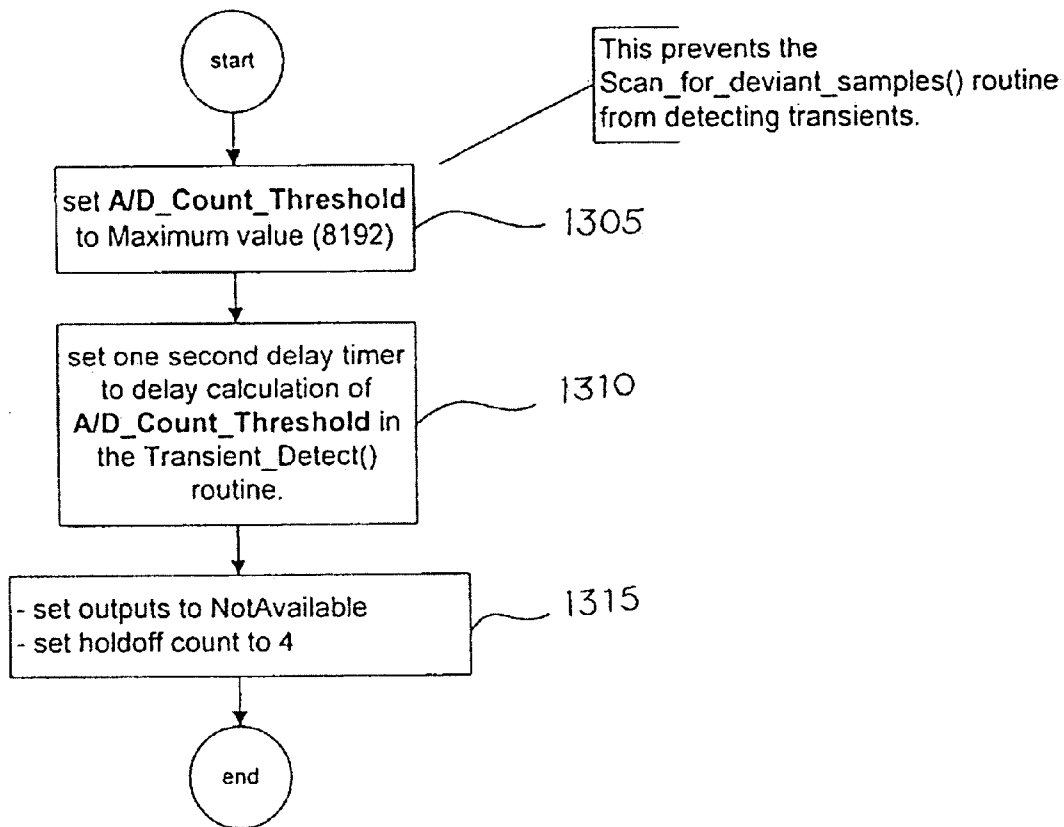 start
This prevents the
Scan_for_deviant_samples() routine
from detecting transients.
set A/D_Count_Threshold
to Maximum value (8192)
1305
set one second delay timer
to delay calculation of
A/D_Count_Threshold in
the Transient_Detect()
routine.
1310
- set outputs to NotAvailable
- set holdoff count to 4
1315
end